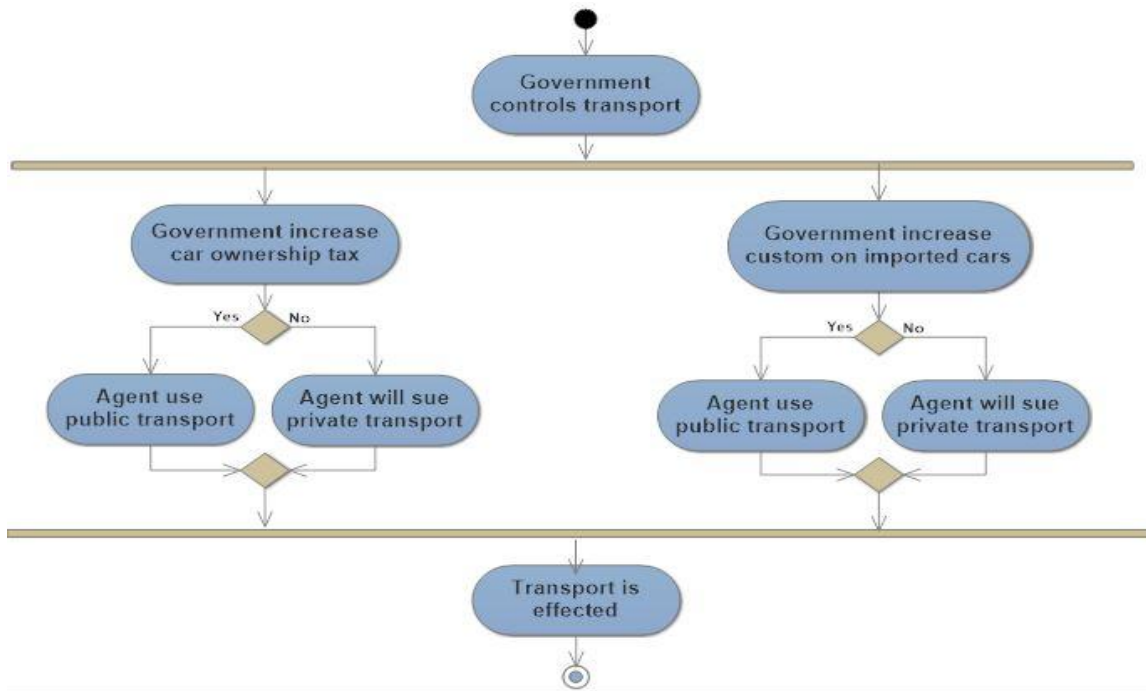 Government
controls transport
Government increase
car ownership tax
Government increase
custom on imported cars
Yes
No
Yes
No
Agent use
public transport
Agent will sue
private transport
Agent use
public transport
Agent will sue
private transport
Transport is
effected